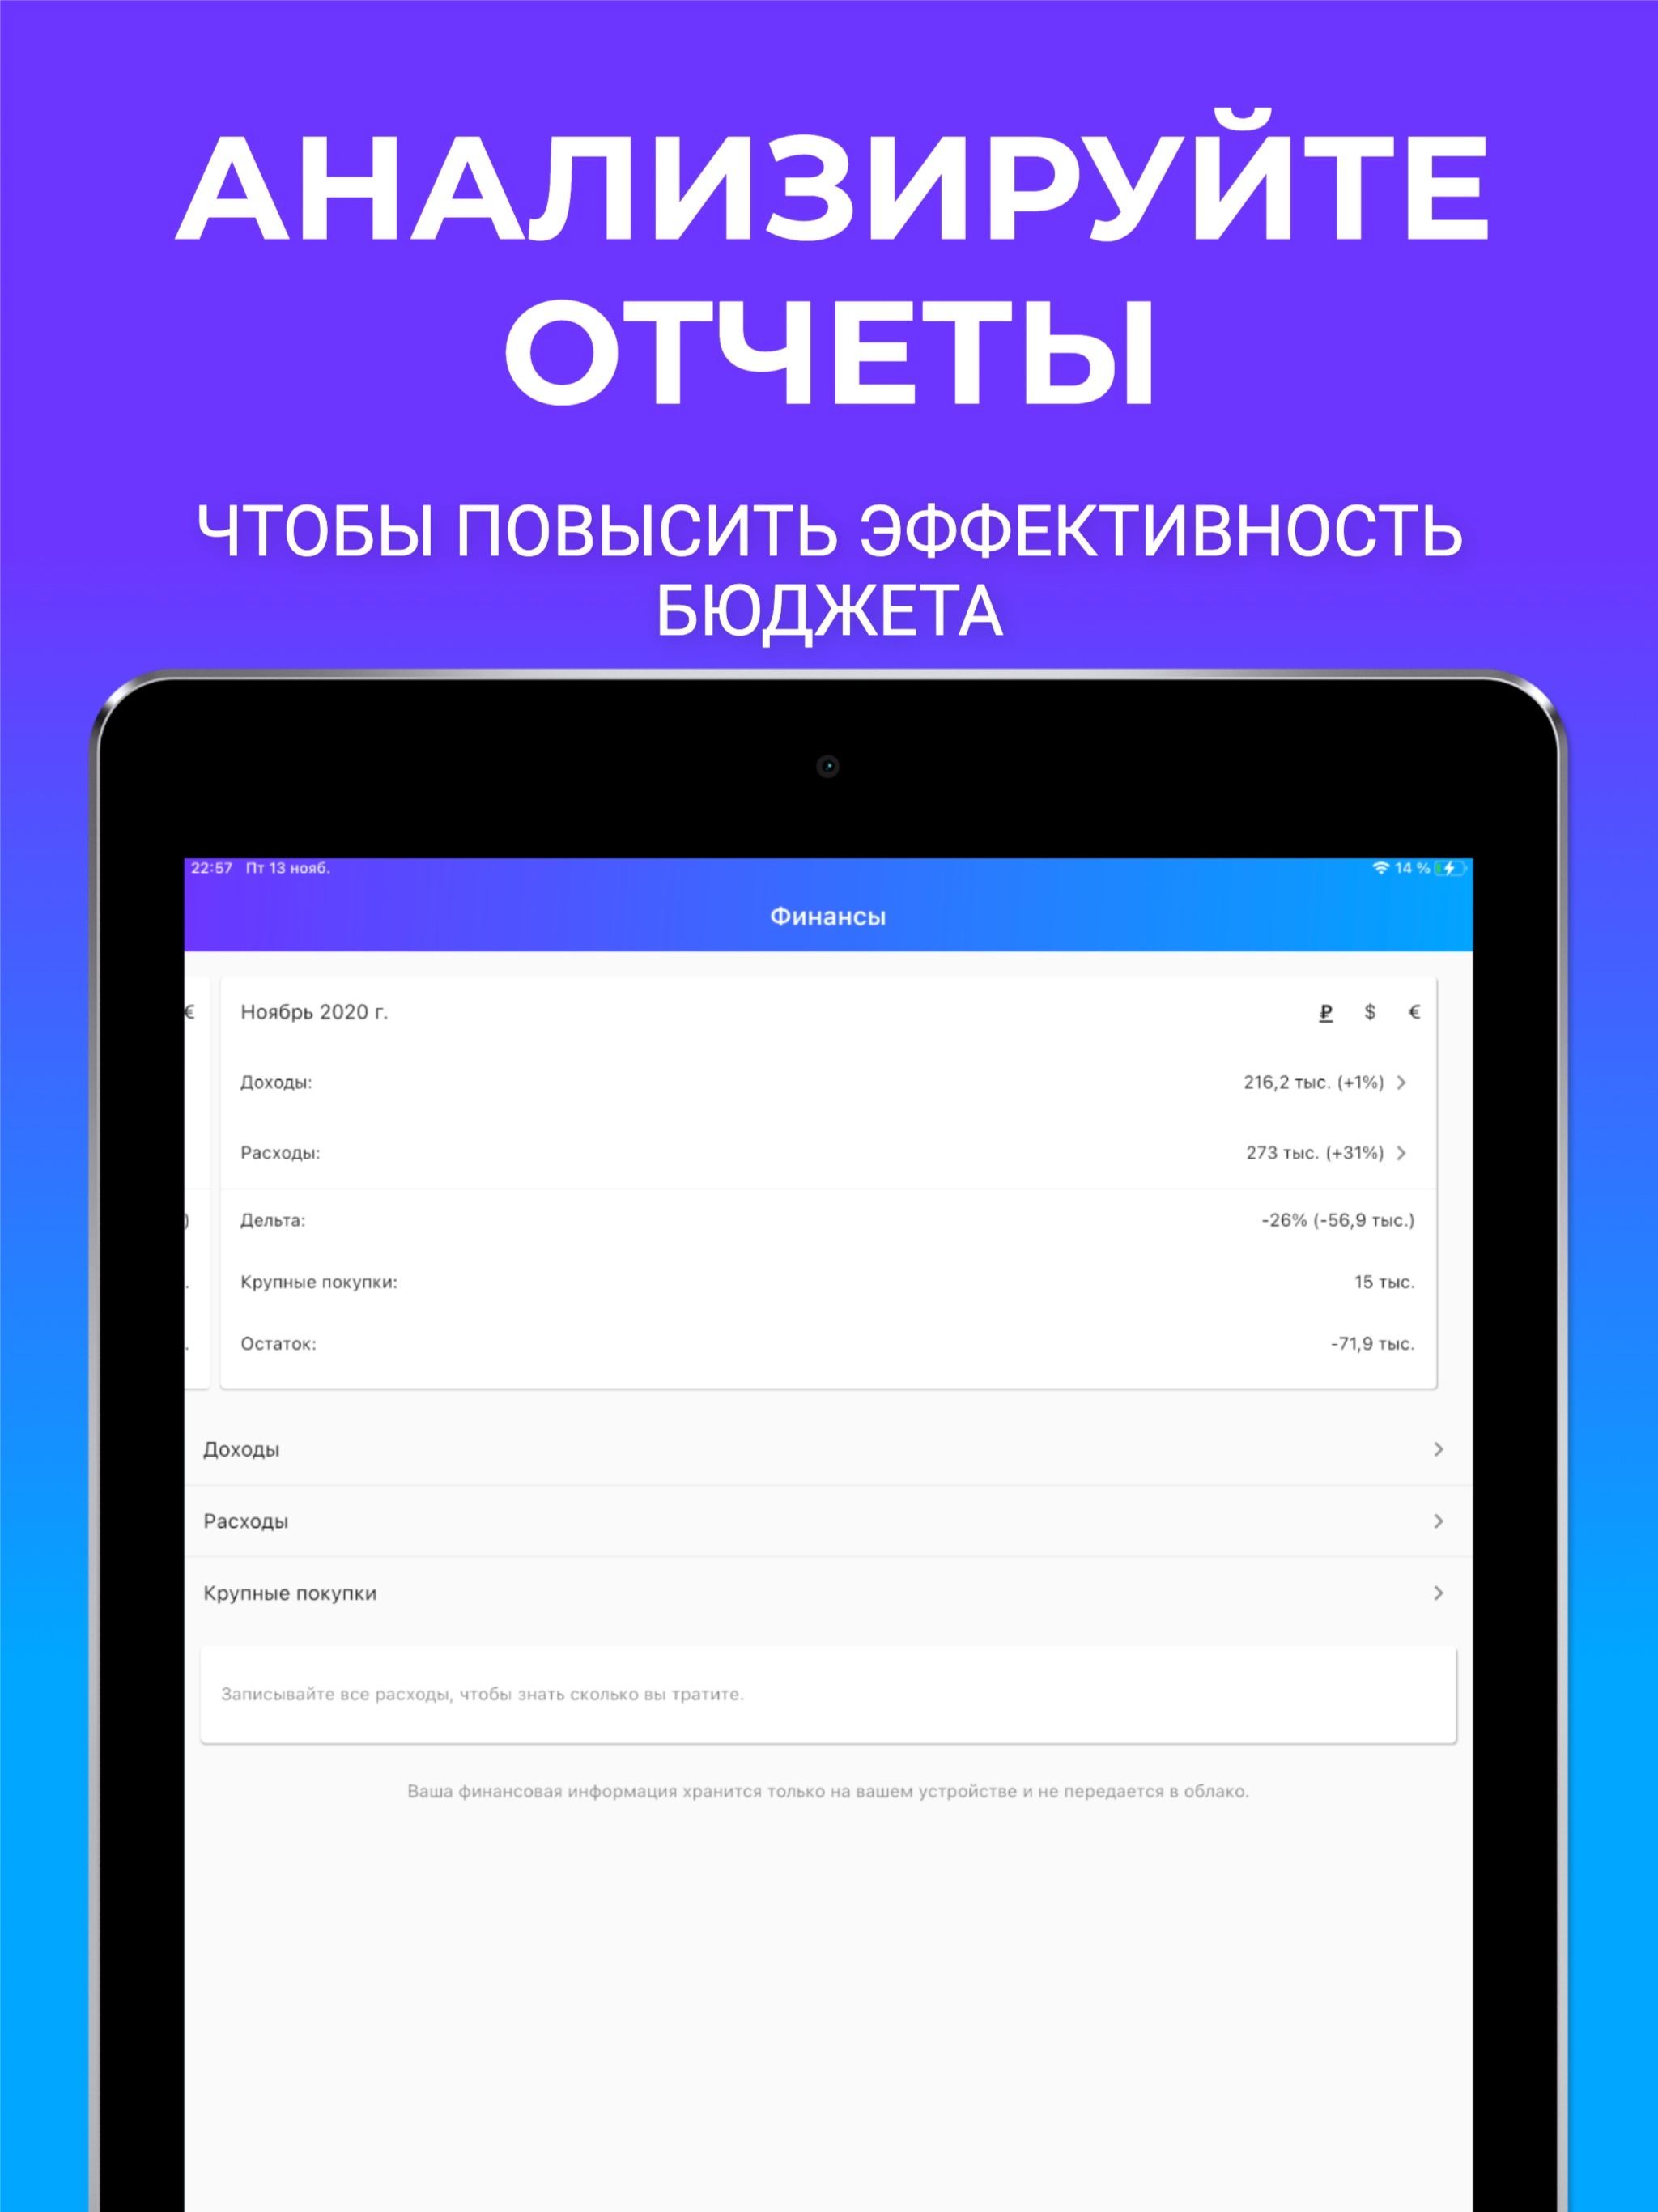 АНАЛИЗИРУЙТЕ
ОТЧЕТЫ
ЧТОБЫ ПОВЫСИТЬ ЭФФЕКТИВНОСТЬ
БЮДЖЕТА
22:57 Пт 13 нояб. 14 %
Финансы
€ Ноябрь 2020 г. ₽ $ €
Доходы: 216,2 тыс. (+1%)
Расходы: 273 тыс. (+31%)
) Дельта: -26% (-56,9 тыс.)
. Крупные покупки: 15 тыс.
. Остаток: -71,9 тыс.
Доходы
Расходы
Крупные покупки
Записывайте все расходы, чтобы знать сколько вы тратите.
Ваша финансовая информация хранится только на вашем устройстве и не передается в облако.